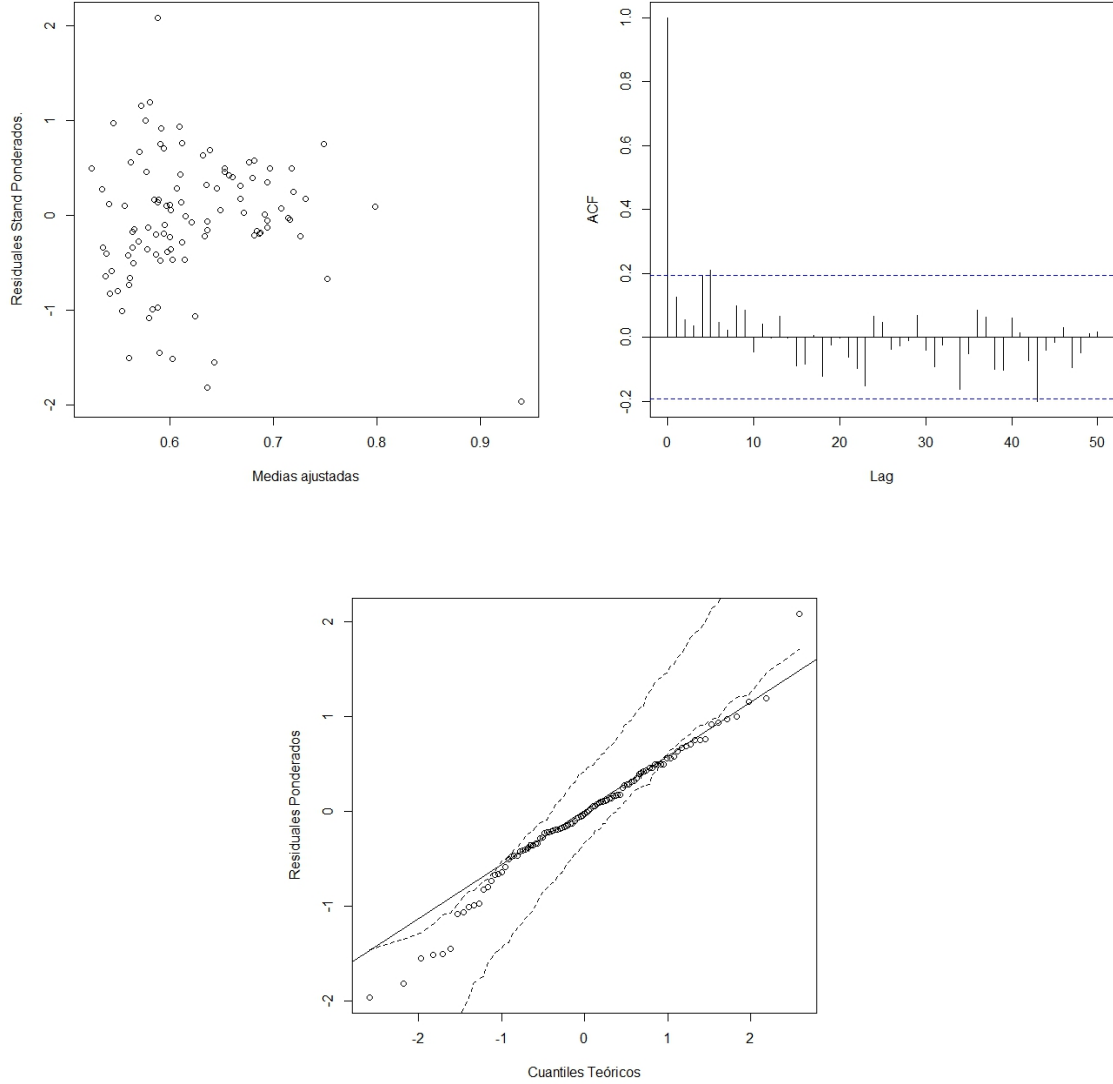 2
1
0
-1
-2
Residuales Stand Ponderados.
0.6 0.7 0.8 0.9
Medias ajustadas
1.0
0.8
0.6
0.4
0.2
0.0
-0.2
ACF
0 10 20 30 40 50
Lag
2
1
0
-1
-2
Residuales Ponderados
-2 -1 0 1 2
Cuantiles Teóricos